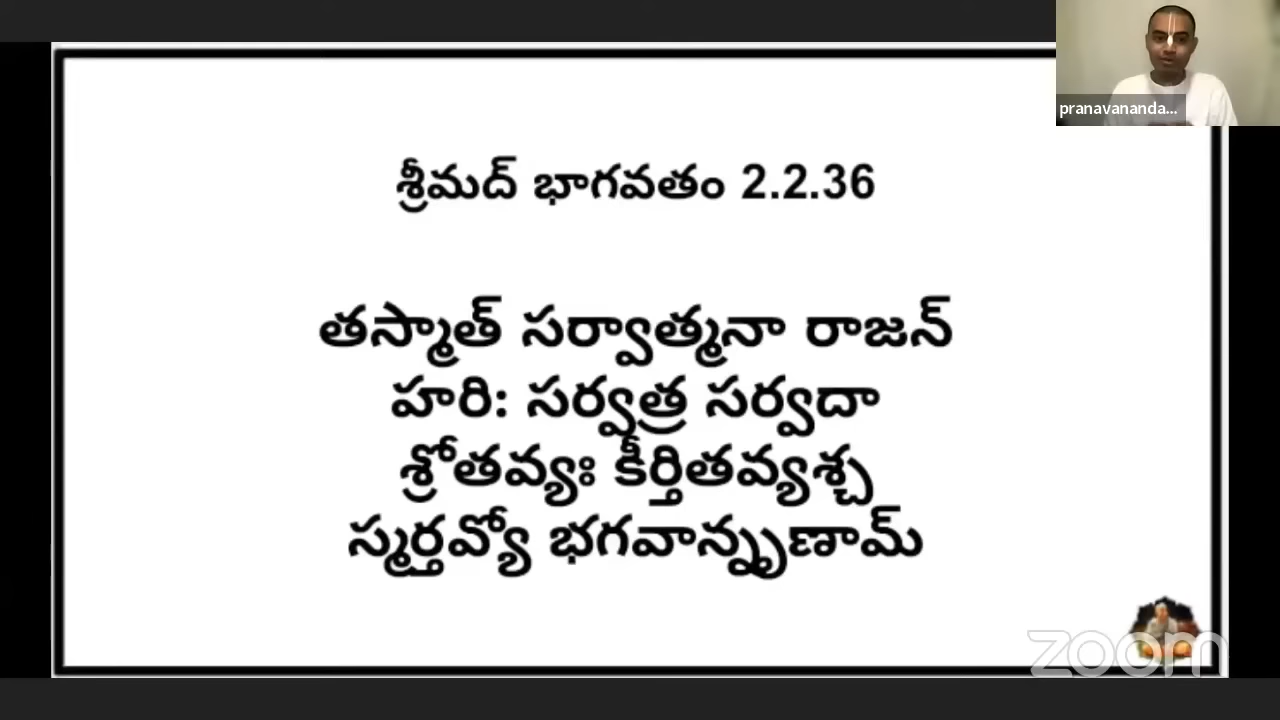 pranavananda...
శ్రీమద్ భాగవతం 2.2.36
తస్మాత్ సర్వాత్మనా రాజన్
హరి: సర్వత్ర సర్వదా
శ్రోతవ్యః కీర్తితవ్యశ్చ
స్మర్తవ్యో భగవాన్నృణామ్
zoom